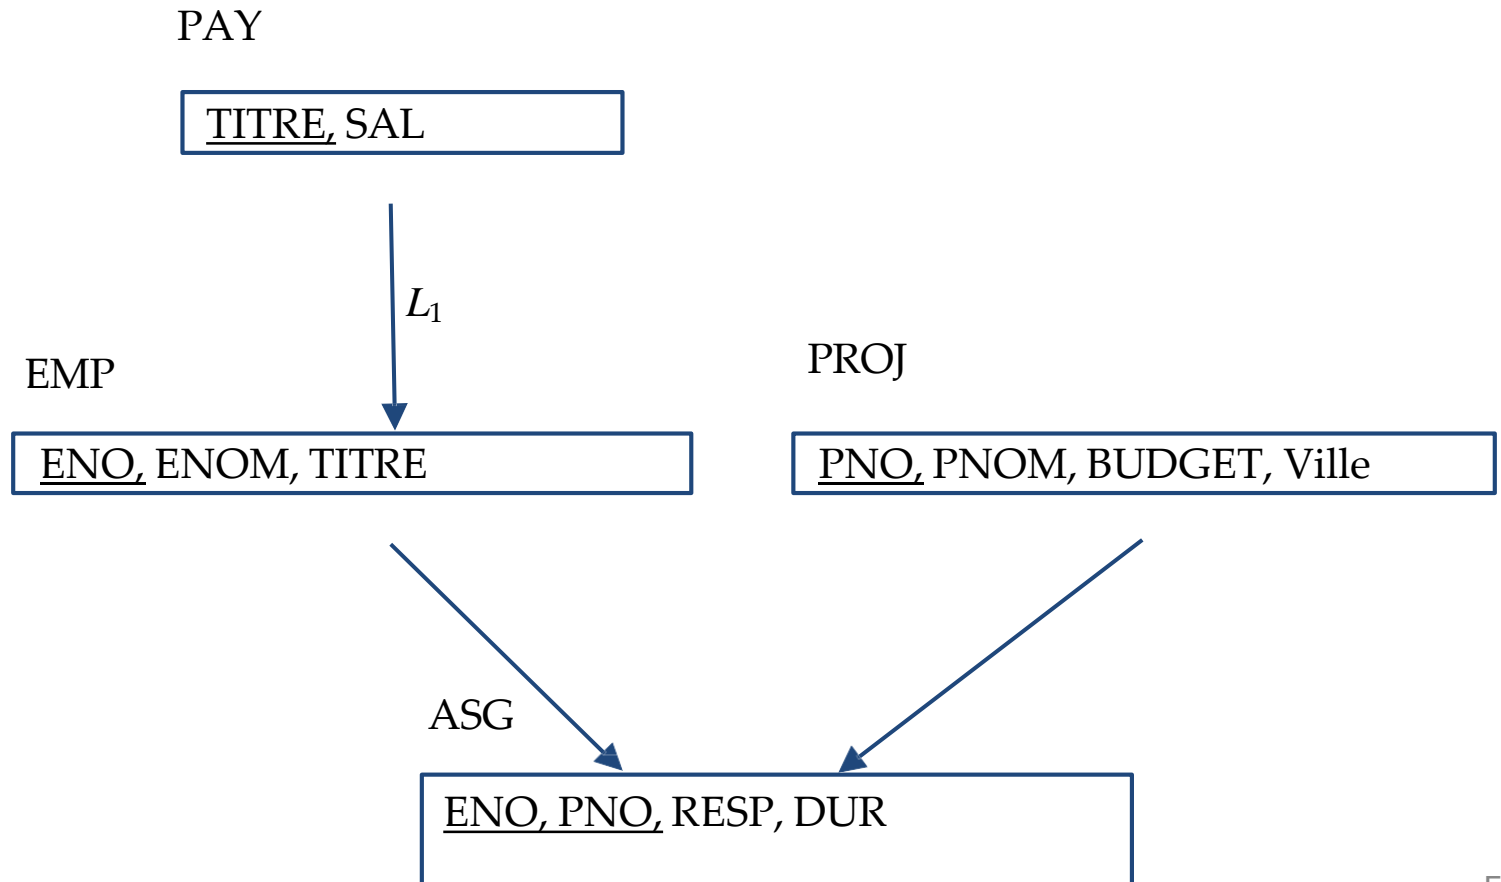 PAY
TITRE, SAL
L1
EMP
PROJ
ENO, ENOM, TITRE
PNO, PNOM, BUDGET, Ville
ASG
ENO, PNO, RESP, DUR